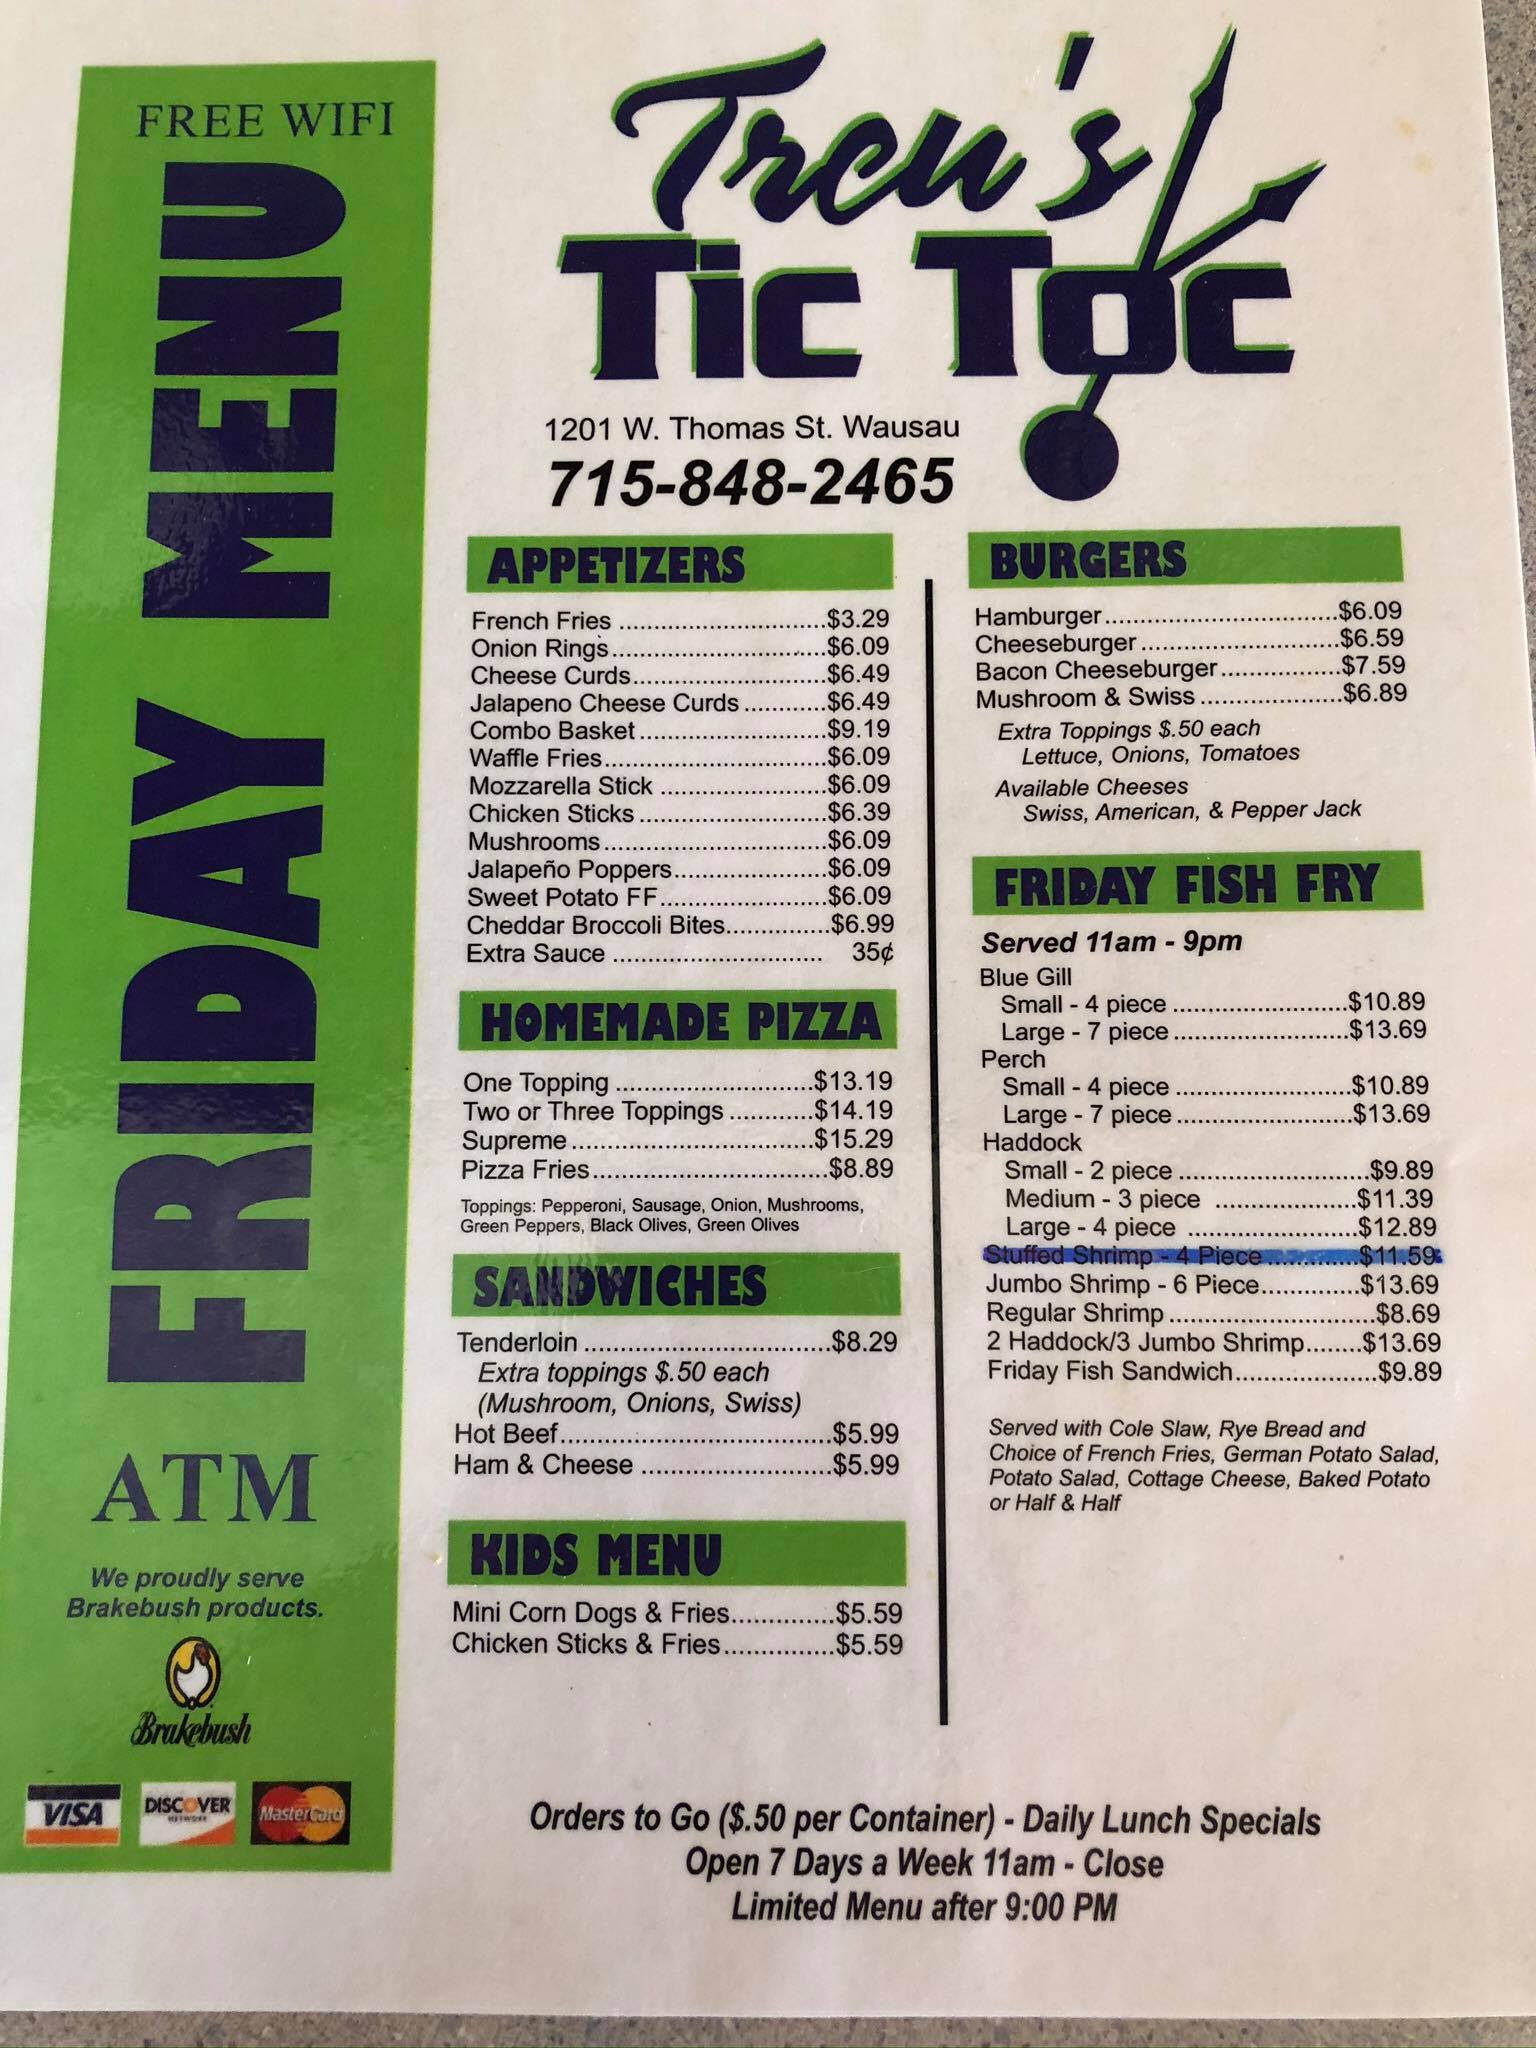 FREE WIFI
FRIDAY MENU
ATM
We proudly serve
Brakebush products.
Brakebush
VISA
DISCOVER
NETWORK
MasterCard
Treu's
Tic Toc
1201 W. Thomas St. Wausau
715-848-2465
APPETIZERS
French Fries ..............................$3.29
Onion Rings...............................$6.09
Cheese Curds............................$6.49
Jalapeno Cheese Curds ............$6.49
Combo Basket ...........................$9.19
Waffle Fries................................$6.09
Mozzarella Stick ........................$6.09
Chicken Sticks ...........................$6.39
Mushrooms................................$6.09
Jalapeño Poppers......................$6.09
Sweet Potato FF........................$6.09
Cheddar Broccoli Bites...............$6.99
Extra Sauce .............................. 35¢
HOMEMADE PIZZA
One Topping ............................$13.19
Two or Three Toppings ............$14.19
Supreme..................................$15.29
Pizza Fries.................................$8.89
Toppings: Pepperoni, Sausage, Onion, Mushrooms,
Green Peppers, Black Olives, Green Olives
SANDWICHES
Tenderloin ...................................$8.29
Extra toppings $.50 each
(Mushroom, Onions, Swiss)
Hot Beef......................................$5.99
Ham & Cheese ...........................$5.99
KIDS MENU
Mini Corn Dogs & Fries..............$5.59
Chicken Sticks & Fries...............$5.59
BURGERS
Hamburger.................................$6.09
Cheeseburger ............................$6.59
Bacon Cheeseburger.................$7.59
Mushroom & Swiss ....................$6.89
Extra Toppings $.50 each
Lettuce, Onions, Tomatoes
Available Cheeses
Swiss, American, & Pepper Jack
FRIDAY FISH FRY
Served 11am - 9pm
Blue Gill
Small - 4 piece .........................$10.89
Large - 7 piece .........................$13.69
Perch
Small - 4 piece .........................$10.89
Large - 7 piece .........................$13.69
Haddock
Small - 2 piece ...........................$9.89
Medium - 3 piece ....................$11.39
Large - 4 piece ........................$12.89
Stuffed Shrimp - 4 Piece .............$11.59
Jumbo Shrimp - 6 Piece..............$13.69
Regular Shrimp ..............................$8.69
2 Haddock/3 Jumbo Shrimp........$13.69
Friday Fish Sandwich....................$9.89
Served with Cole Slaw, Rye Bread and
Choice of French Fries, German Potato Salad,
Potato Salad, Cottage Cheese, Baked Potato
or Half & Half
Orders to Go ($.50 per Container) - Daily Lunch Specials
Open 7 Days a Week 11am - Close
Limited Menu after 9:00 PM